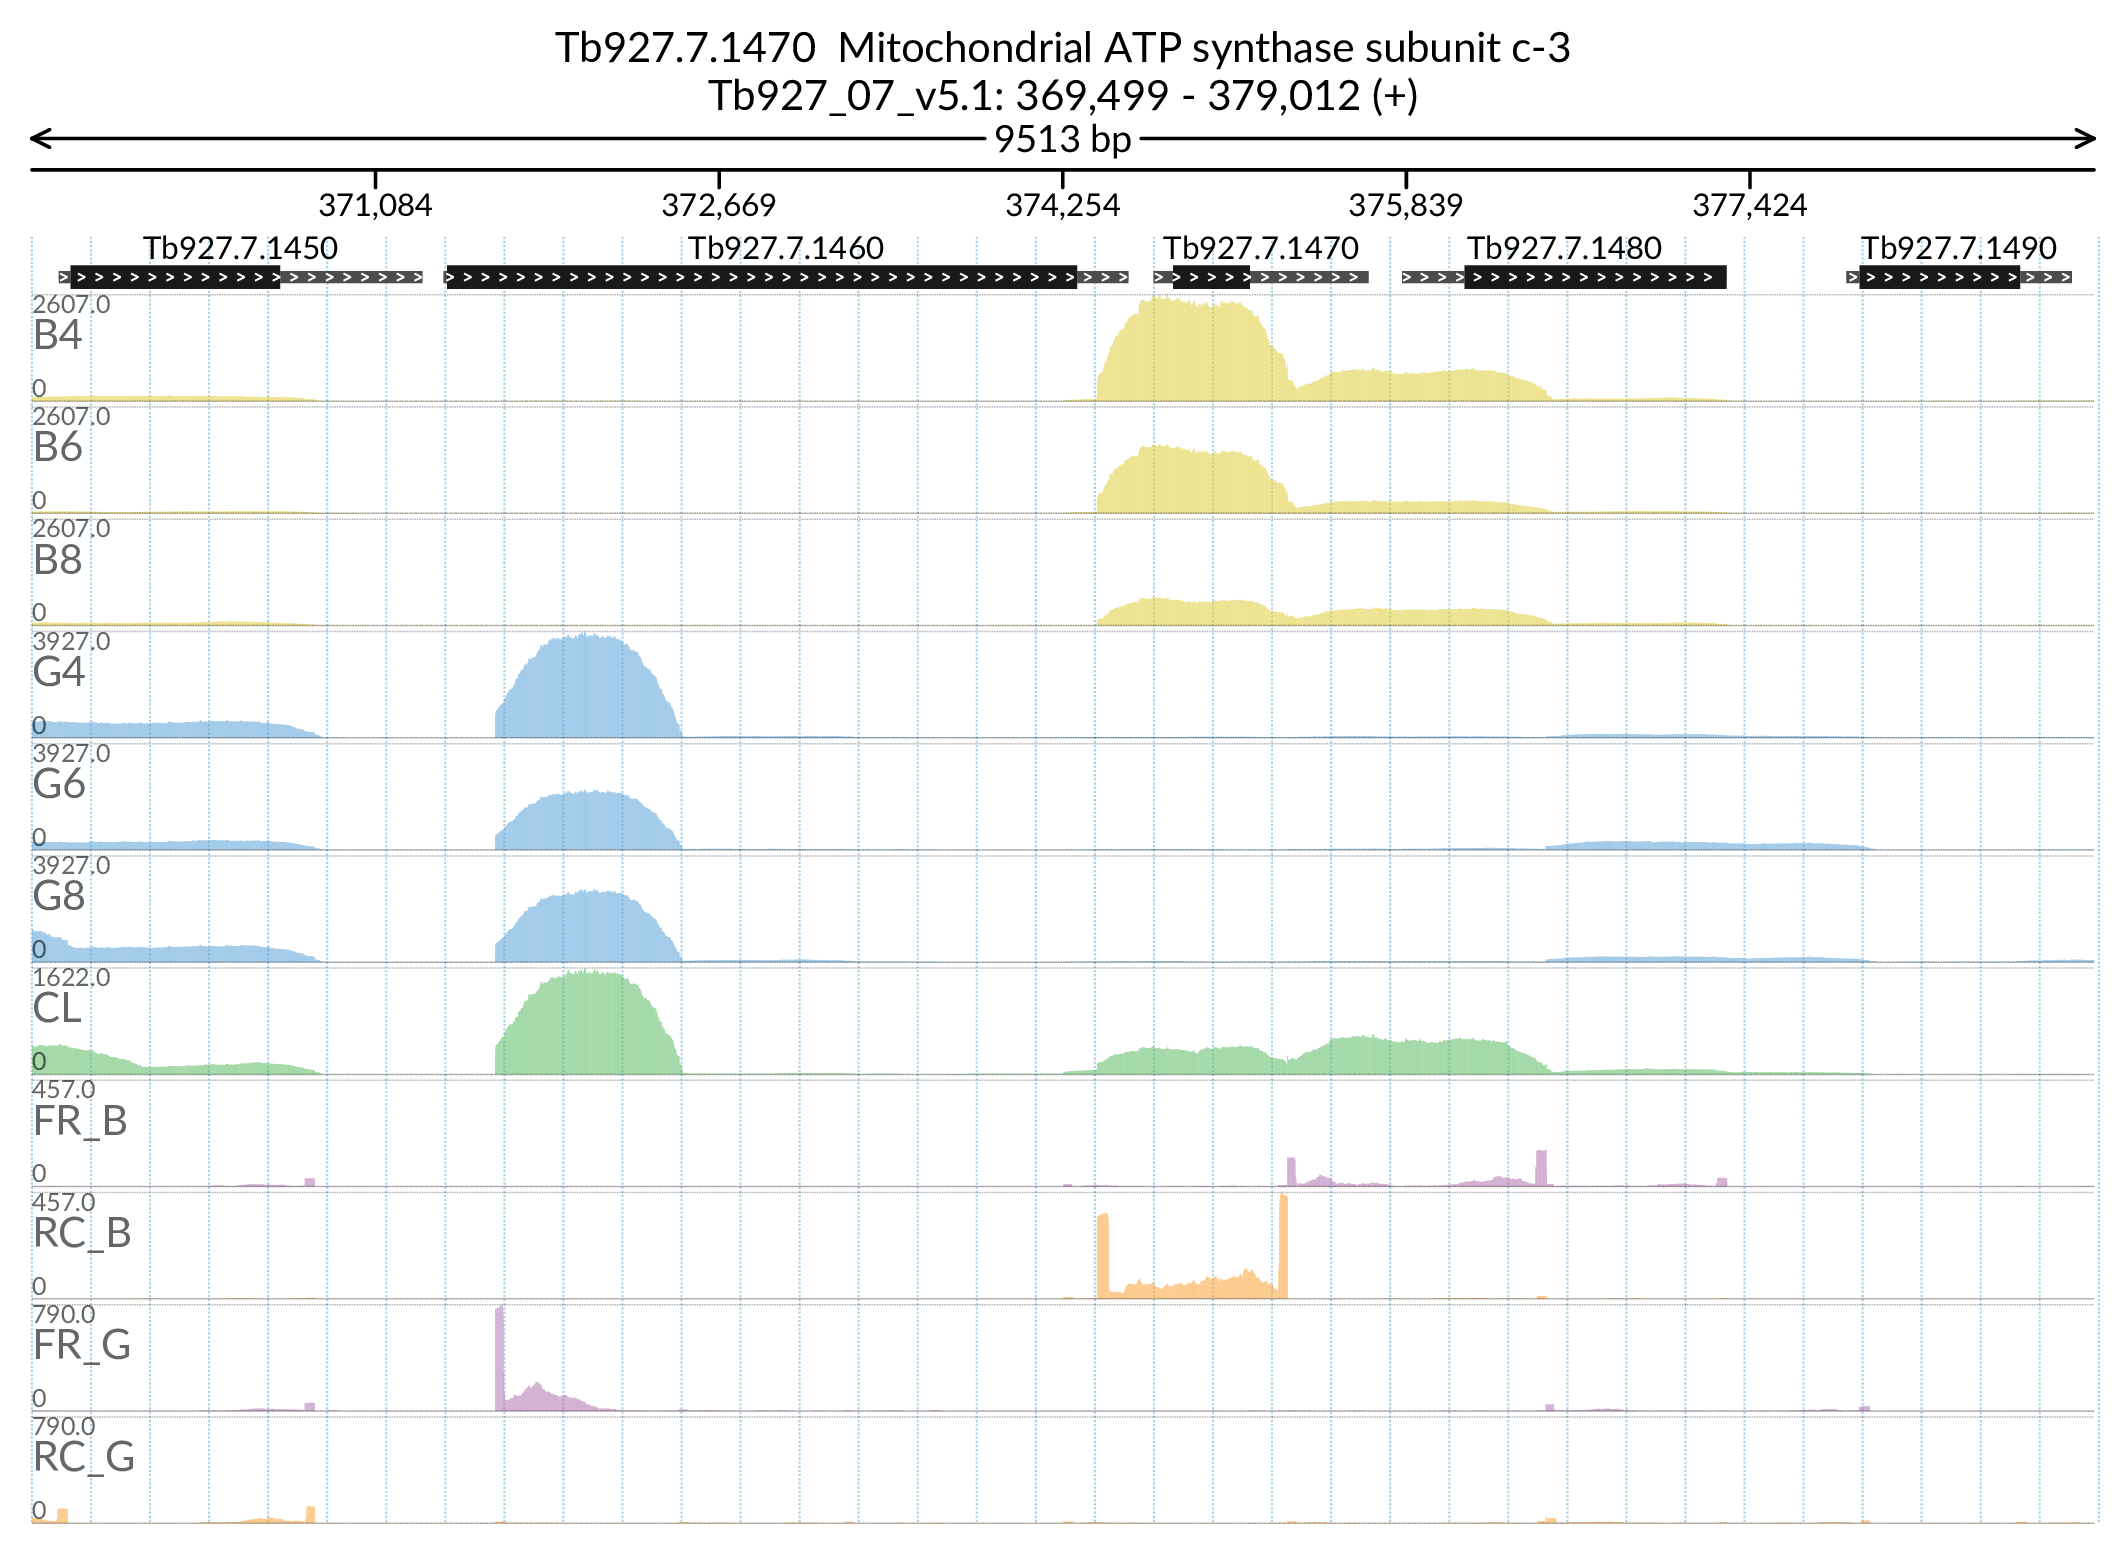 Tb927.7.1470 Mitochondrial ATP synthase subunit c-3
Tb927_07_v5.1: 369,499 - 379,012 (+)
9513 bp
371,084 372,669 374,254 375,839 377,424
Tb927.7.1450 Tb927.7.1460 Tb927.7.1470 Tb927.7.1480 Tb927.7.1490
2607.0
B4
0
2607.0
B6
0
2607.0
B8
0
3927.0
G4
0
3927.0
G6
0
3927.0
G8
0
1622.0
CL
0
457.0
FR_B
0
457.0
RC_B
0
790.0
FR_G
0
790.0
RC_G
0